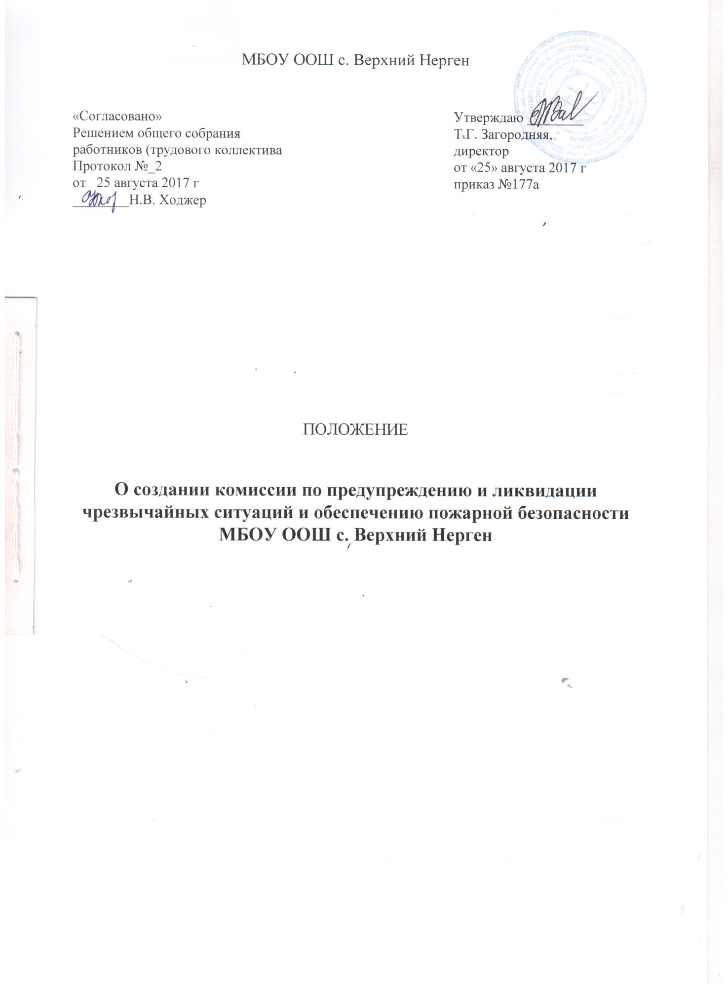 МБОУ ООШ с. Верхний Нерген
«Согласовано»
Решением общего собрания
работников (трудового коллектива
Протокол №_2
от 25 августа 2017 г
________Н.В. Ходжер
Утверждаю ________
Т.Г. Загородняя,
директор
от «25» августа 2017 г
приказ №177а
ПОЛОЖЕНИЕ
О создании комиссии по предупреждению и ликвидации
чрезвычайных ситуаций и обеспечению пожарной безопасности
МБОУ ООШ с. Верхний Нерген